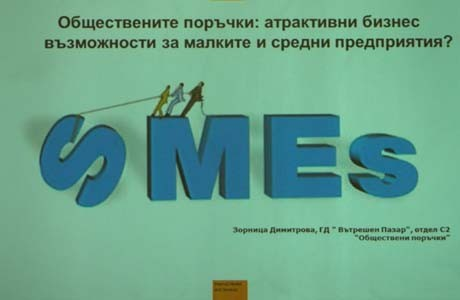 Обществените поръчки: атрактивни бизнес
възможности за малките и средни предприятия?
SMEs
Зорница Димитрова, ГД " Вътрешен Пазар", отдел С2
"Обществени поръчки"